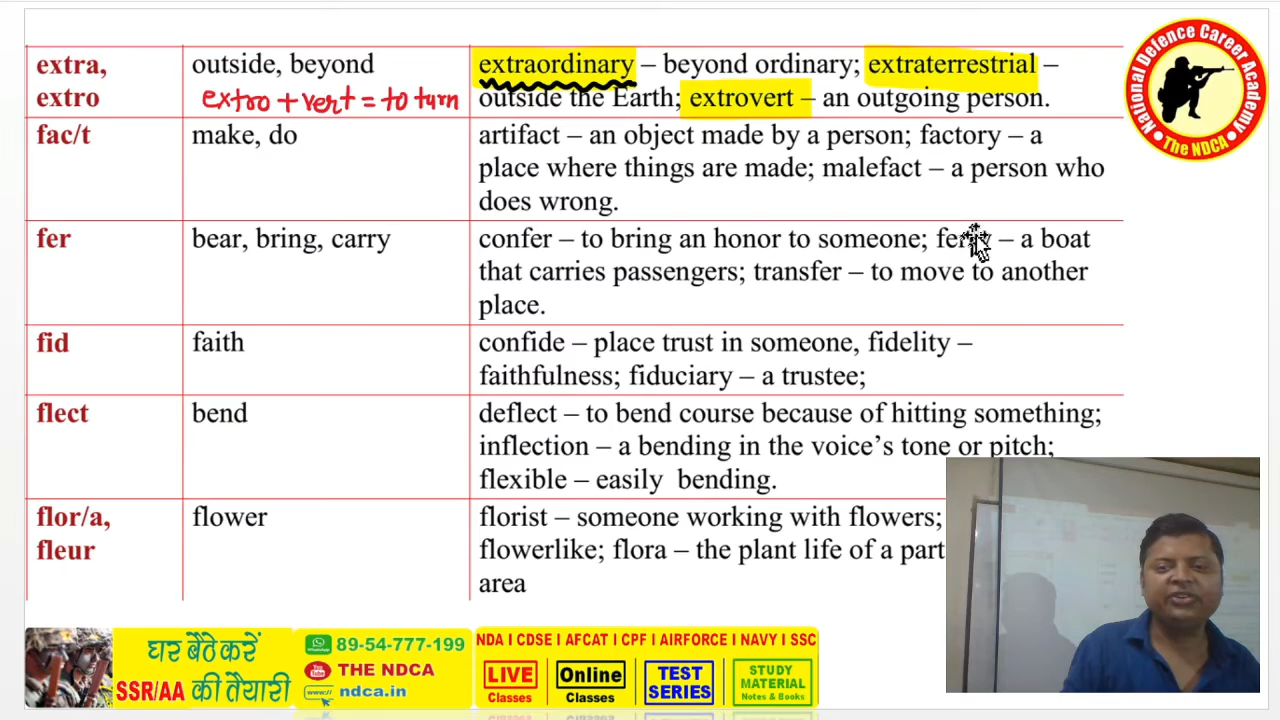 extra, outside, beyond extraordinary – beyond ordinary; extraterrestrial –
extro extro + vert = to turn outside the Earth; extrovert – an outgoing person.
fac/t make, do artifact – an object made by a person; factory – a
place where things are made; malefact – a person who
does wrong.
fer bear, bring, carry confer – to bring an honor to someone; – a boat
that carries passengers; transfer – to move to another
place.
fid faith confide – place trust in someone, fidelity –
faithfulness; fiduciary – a trustee;
flect bend deflect – to bend course because of hitting something;
inflection – a bending in the voice's tone or pitch;
flexible – easily bending.
flor/a, flower florist – someone working with flowers;
fleur flowerlike; flora – the plant life of a part
area
National Defence Career Academy
The NDCA
घर बैठे करें
SSR/AA की तैयारी
WhatsApp 89-54-777-199
You Tube THE NDCA
www:// ndca.in
NDA I CDSE I AFCAT I CPF I AIRFORCE I NAVY I SSC
LIVE Online TEST STUDY
Classes Classes SERIES MATERIAL
Notes & Books